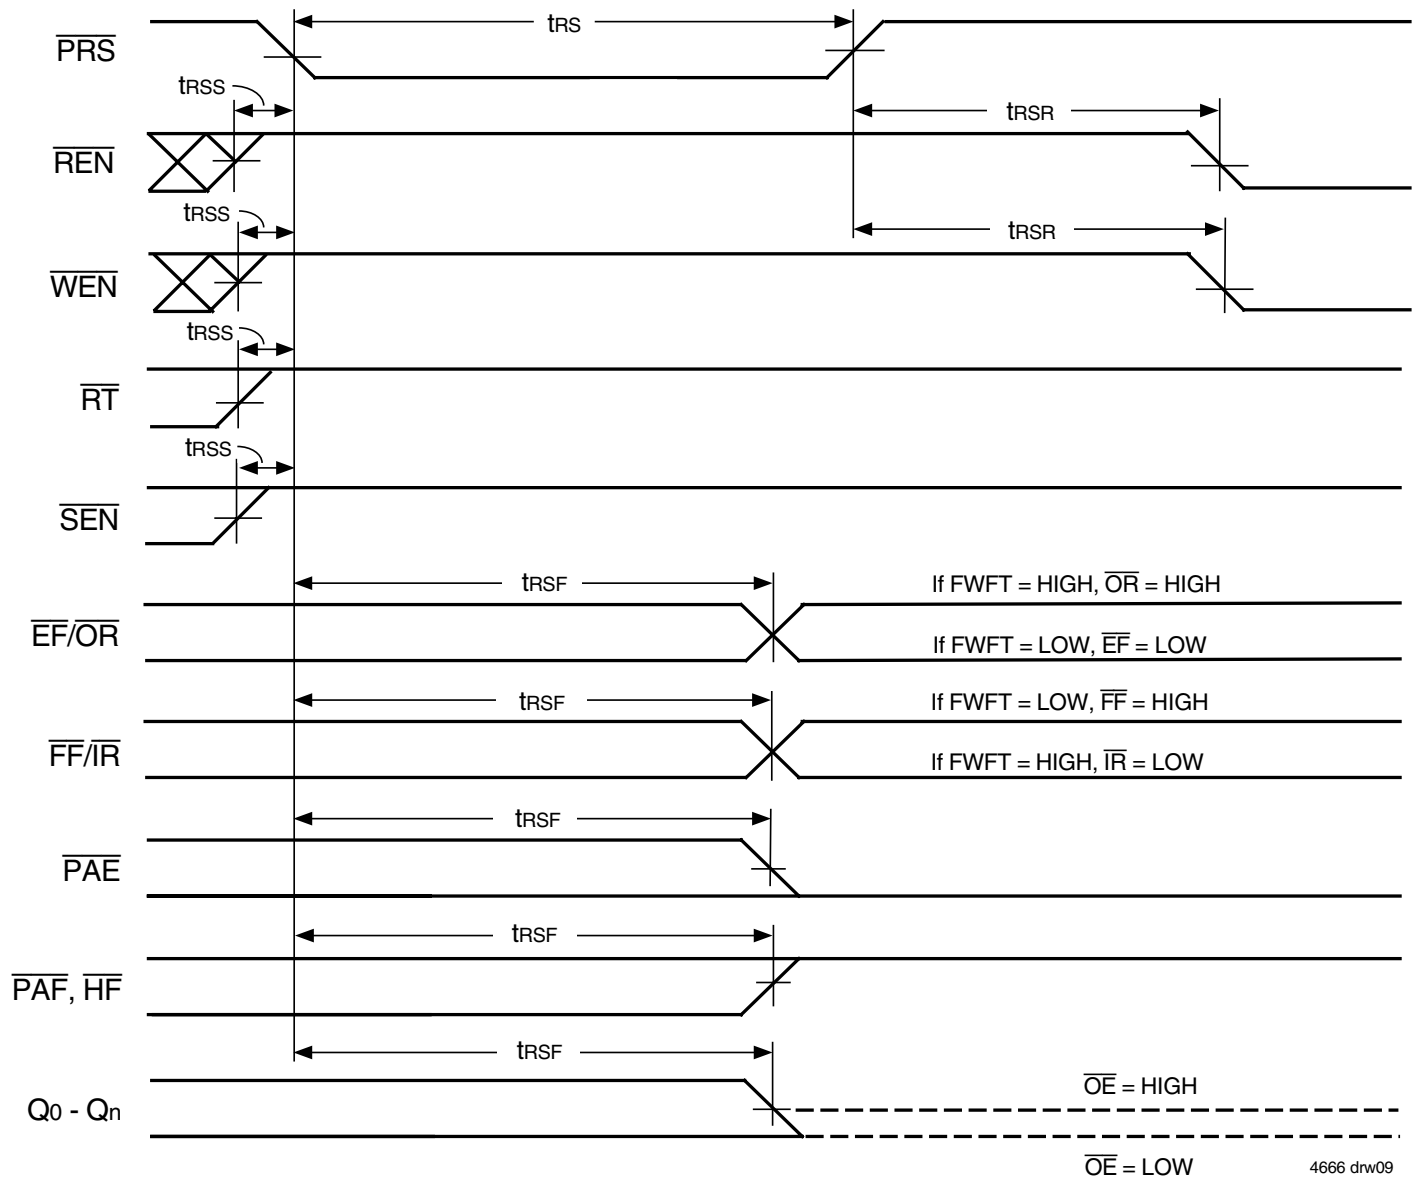 tRS
PRS
tRSS
tRSR
REN
tRSS
tRSR
WEN
tRSS
RT
tRSS
SEN
tRSF
If FWFT = HIGH, OR = HIGH
EF/OR
If FWFT = LOW, EF = LOW
tRSF
If FWFT = LOW, FF = HIGH
FF/IR
If FWFT = HIGH, IR = LOW
tRSF
PAE
tRSF
PAF, HF
tRSF
OE = HIGH
Q0 - Qn
OE = LOW
4666 drw09